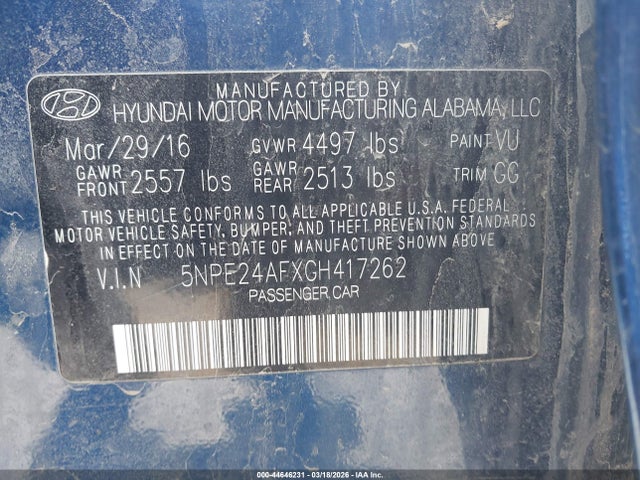 MANUFACTURED BY
HYUNDAI MOTOR MANUFACTURING ALABAMA, LLC
Mar/29/16 GVWR 4497 lbs PAINT VU
GAWR FRONT 2557 lbs GAWR REAR 2513 lbs TRIM GG
THIS VEHICLE CONFORMS TO ALL APPLICABLE U.S.A. FEDERAL
MOTOR VEHICLE SAFETY, BUMPER, AND THEFT PREVENTION STANDARDS
IN EFFECT ON THE DATE OF MANUFACTURE SHOWN ABOVE.
V.I.N 5NPE24AFXGH417262
PASSENGER CAR
000-44646231 - 03/18/2026 - IAA Inc.